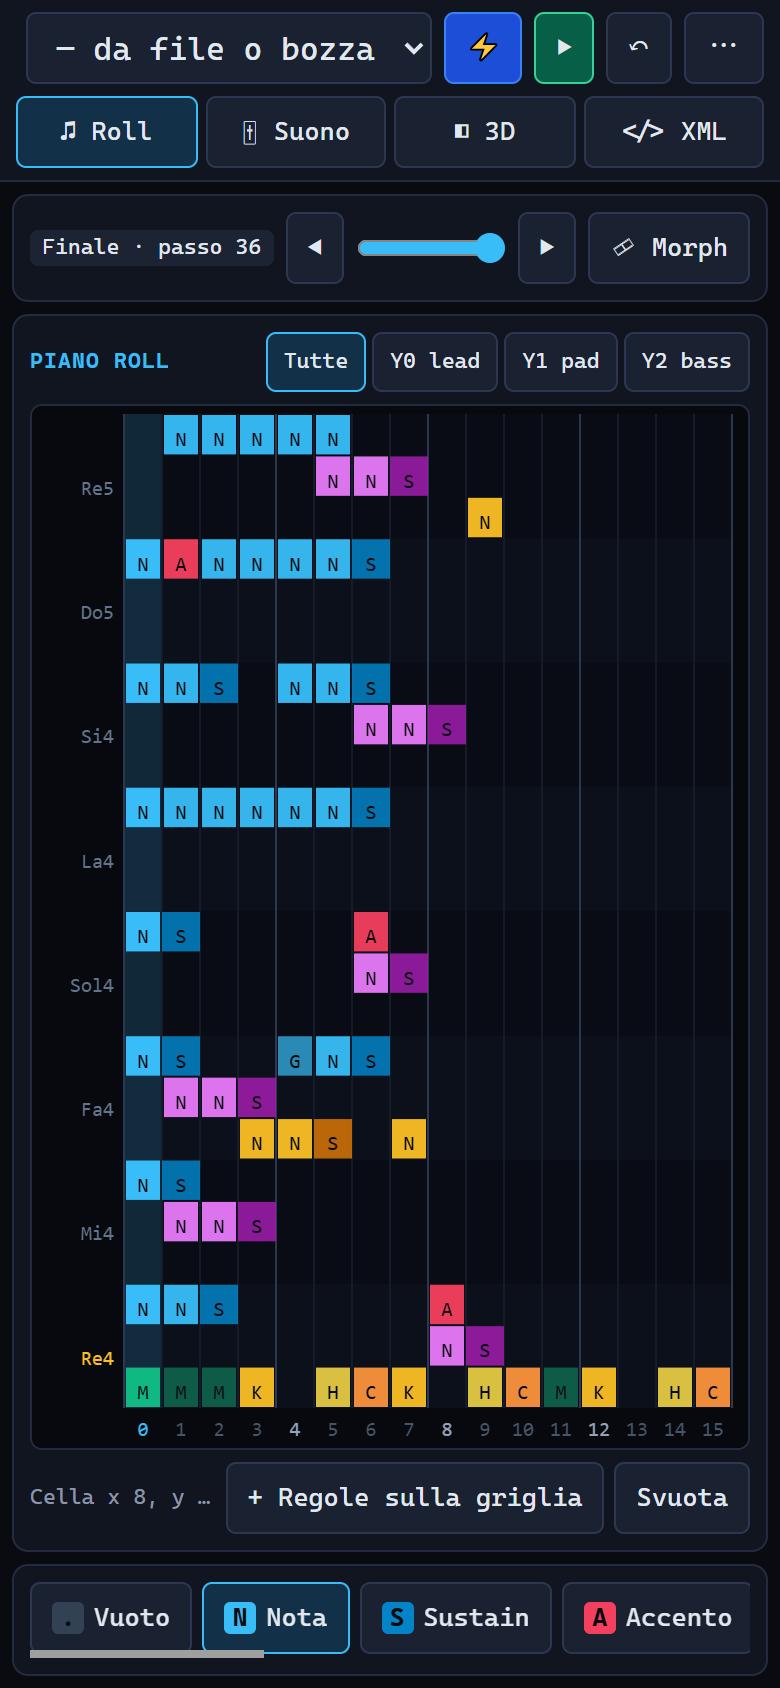 — da file o bozza
Roll Suono 3D </> XML
Finale · passo 36 Morph
PIANO ROLL Tutte Y0 lead Y1 pad Y2 bass
N N N N N
Re5 N N S
N
N A N N N N S
Do5
N N S N N S
Si4 N N S
N N N N N N S
La4
N S A
Sol4 N S
N S G N S
Fa4 N N S
N N S N
N S
Mi4 N N S
N N S A
Re4 N S
M M M K H C K H C M K H C
0 1 2 3 4 5 6 7 8 9 10 11 12 13 14 15
Cella x 8, y … + Regole sulla griglia Svuota
. Vuoto N Nota S Sustain A Accento